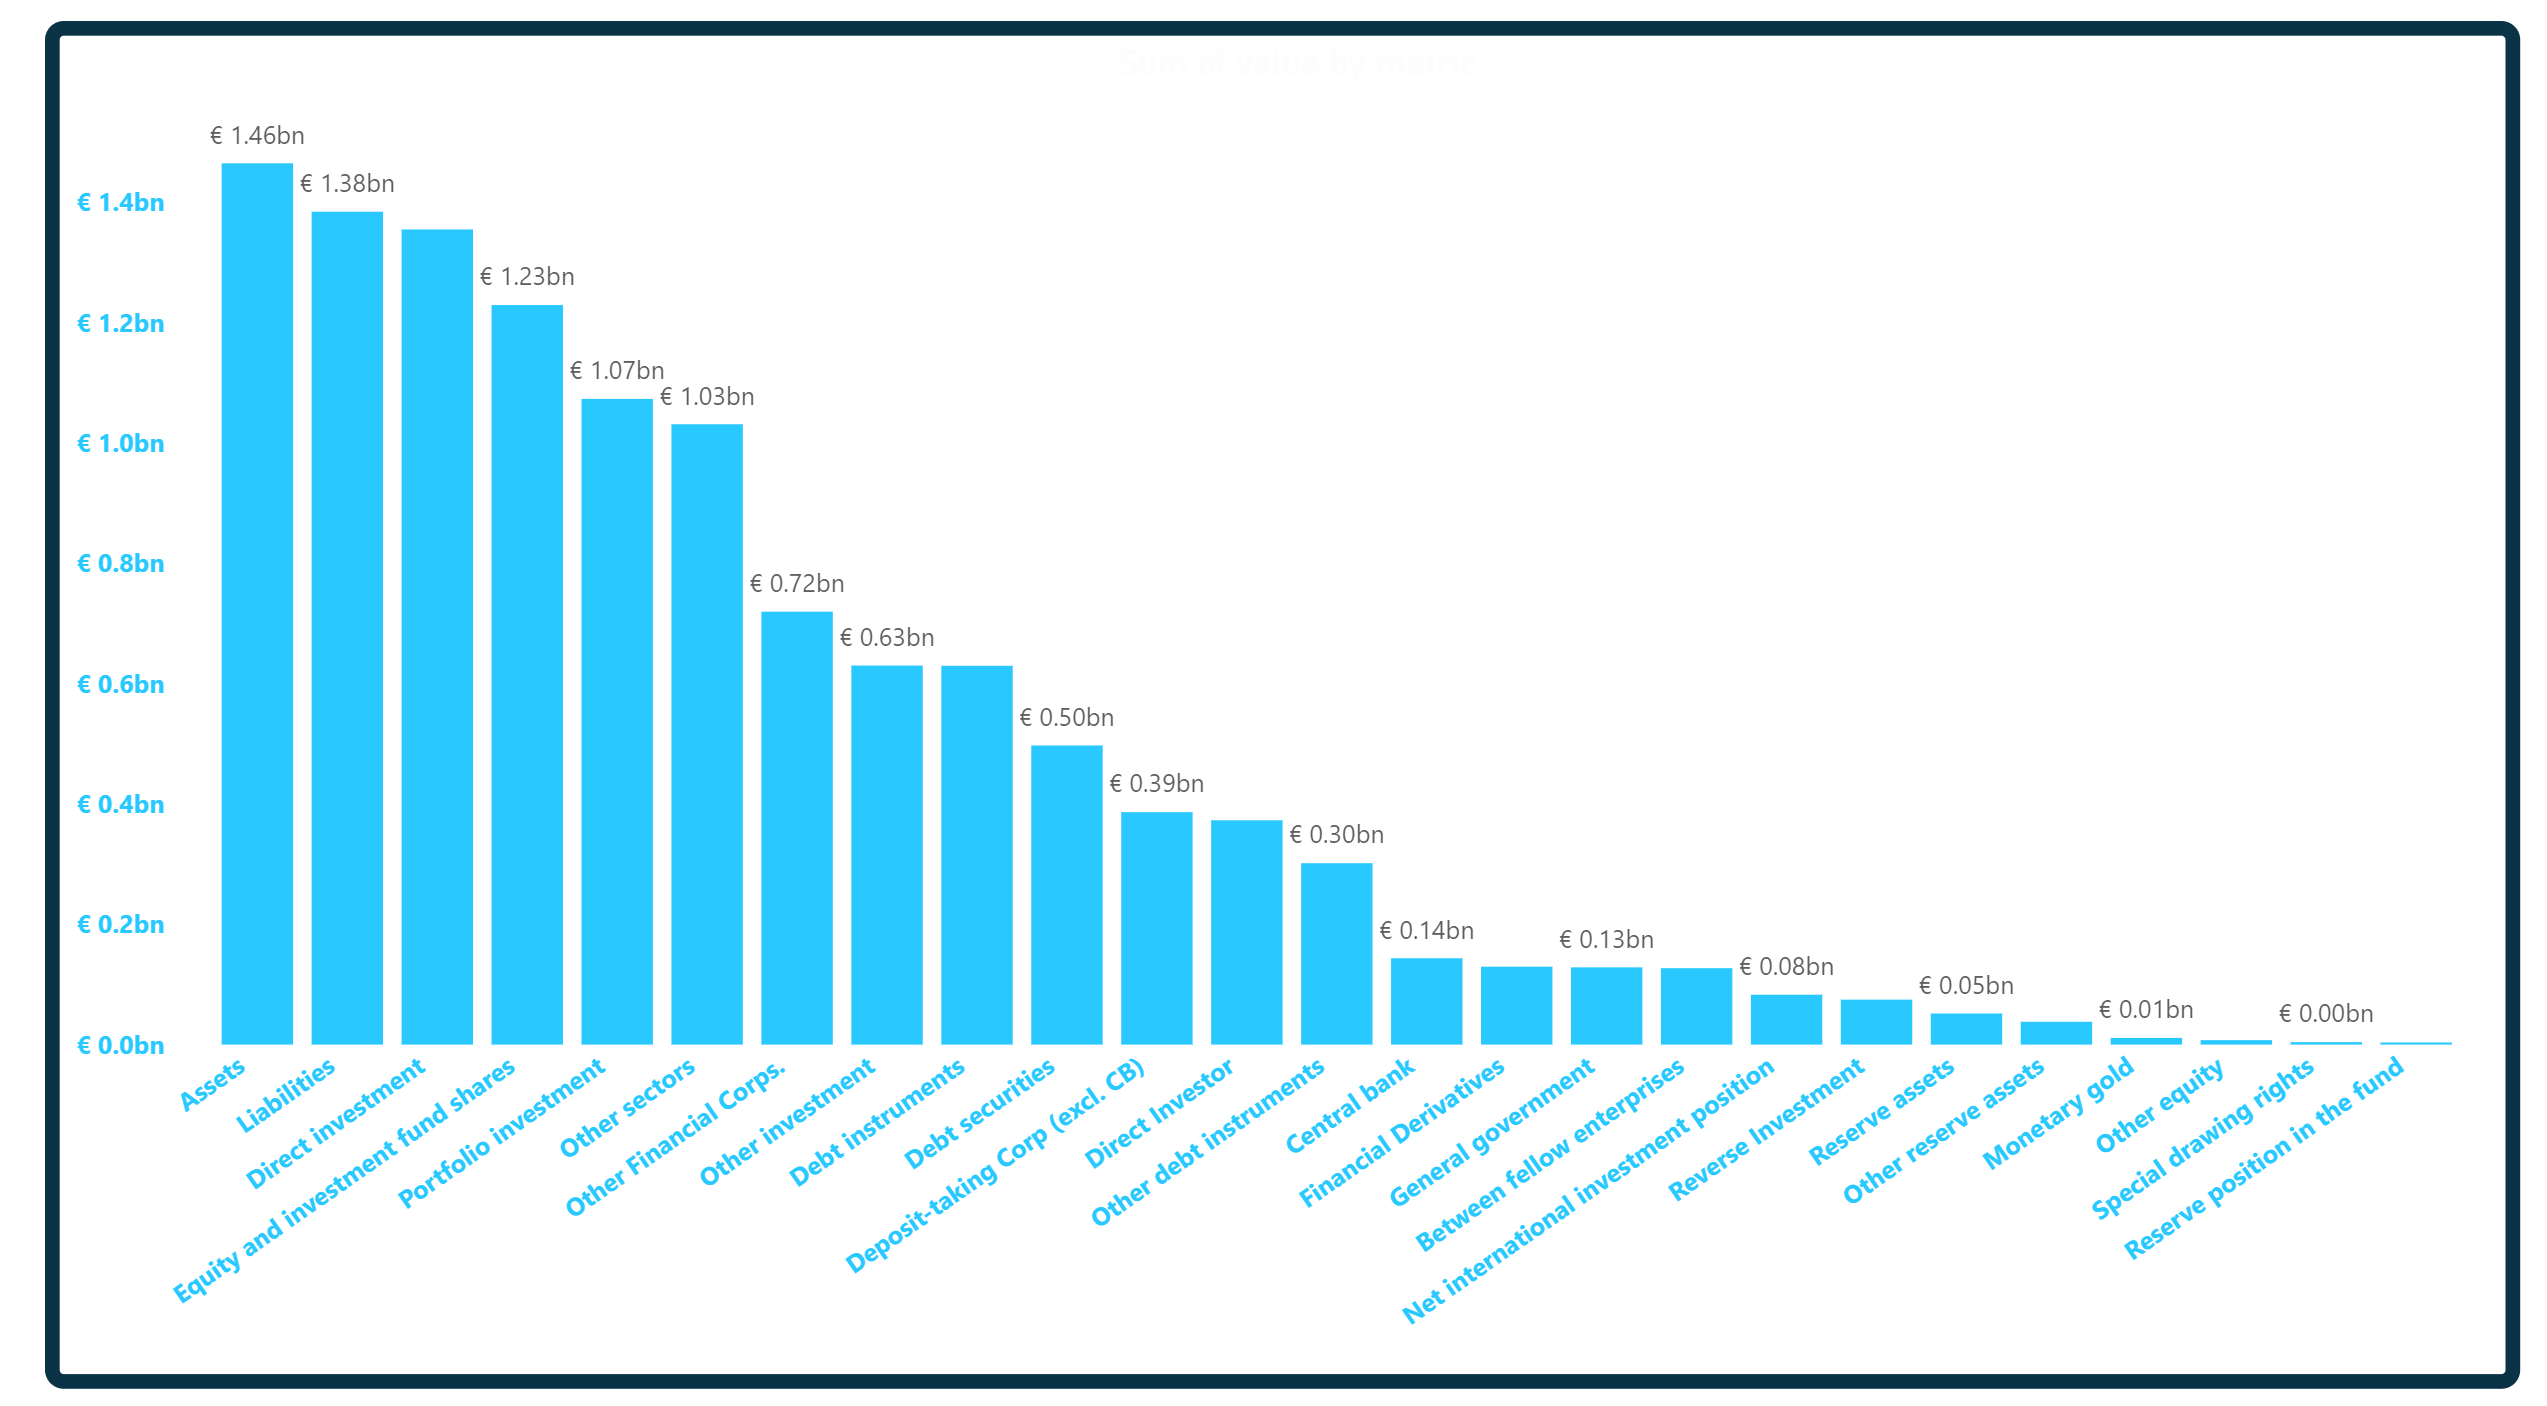 Sum of value by metric
€ 1.46bn
€ 1.38bn
€ 1.23bn
€ 1.07bn
€ 1.03bn
€ 0.72bn
€ 0.63bn
€ 0.50bn
€ 0.39bn
€ 0.30bn
€ 0.14bn
€ 0.13bn
€ 0.08bn
€ 0.05bn
€ 0.01bn
€ 0.00bn
€ 1.4bn
€ 1.2bn
€ 1.0bn
€ 0.8bn
€ 0.6bn
€ 0.4bn
€ 0.2bn
€ 0.0bn
Assets
Liabilities
Direct investment
Equity and investment fund shares
Portfolio investment
Other sectors
Other Financial Corps.
Other investment
Debt instruments
Debt securities
Deposit-taking Corp (excl. CB)
Direct Investor
Other debt instruments
Central bank
Financial Derivatives
General government
Between fellow enterprises
Net international investment position
Reverse Investment
Reserve assets
Other reserve assets
Monetary gold
Other equity
Special drawing rights
Reserve position in the fund